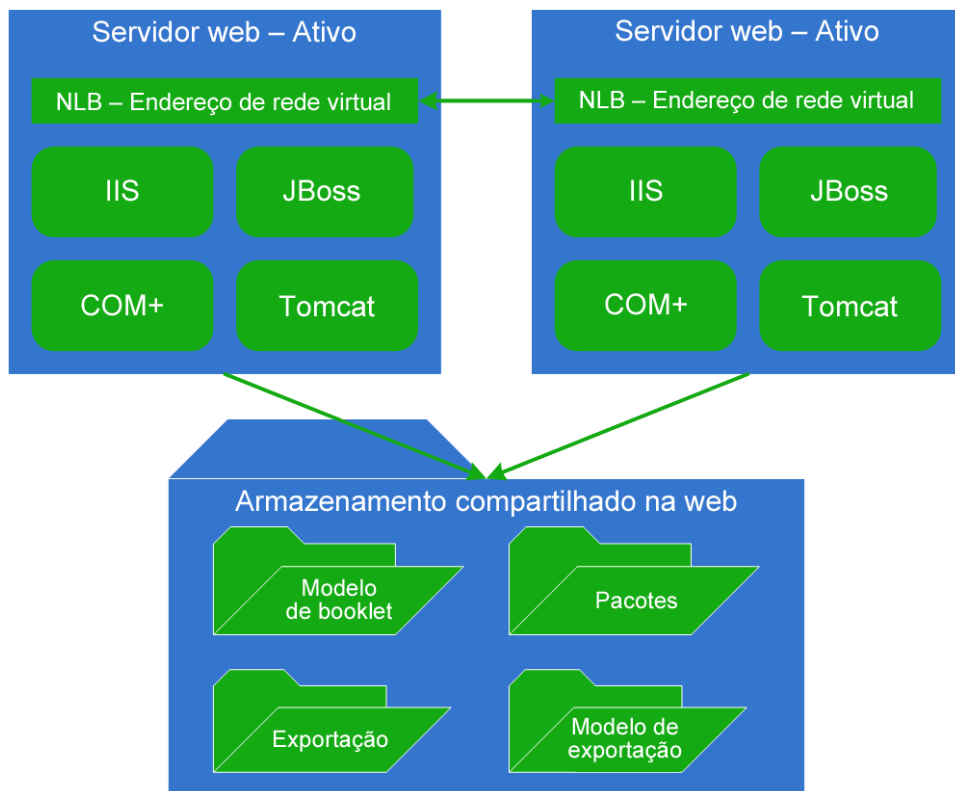 Servidor web – Ativo
NLB – Endereço de rede virtual
IIS
JBoss
COM+
Tomcat
Servidor web – Ativo
NLB – Endereço de rede virtual
IIS
JBoss
COM+
Tomcat
Armazenamento compartilhado na web
Modelo
de booklet
Pacotes
Exportação
Modelo de
exportação